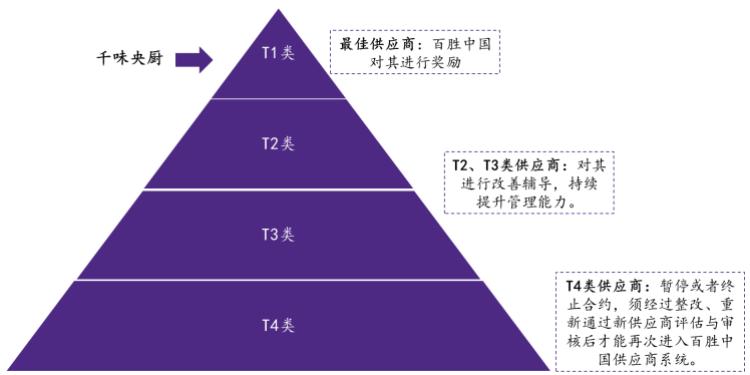 千味央厨
T1类
最佳供应商：百胜中国
对其进行奖励
T2类
T2、T3类供应商：对其
进行改善辅导，持续
提升管理能力。
T3类
T4类
T4类供应商：暂停或者终
止合约，须经过整改、重
新通过新供应商评估与审
核后才能再次进入百胜中
国供应商系统。